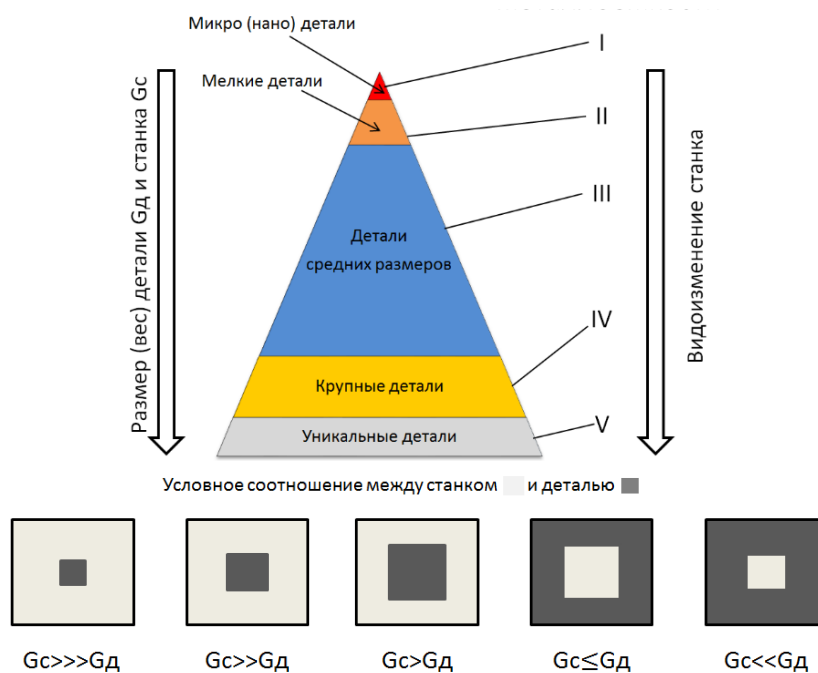 Микро (нано) детали
I
Мелкие детали
II
III
Детали
средних размеров
IV
Крупные детали
V
Уникальные детали
Размер (вес) детали Gд и станка Gс
Видоизменение станка
Условное соотношение между станком и деталью
Gс>>>Gд
Gс>>Gд
Gс>Gд
Gс≤Gд
Gс<<Gд